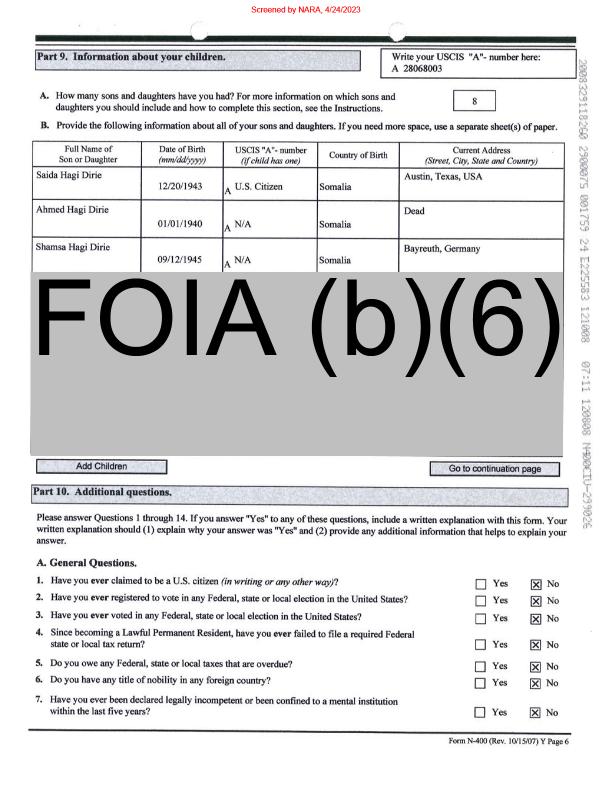 Screened by NARA, 4/24/2023
Part 9. Information about your children.
Write your USCIS "A"- number here:
A 28068003
A. How many sons and daughters have you had? For more information on which sons and
daughters you should include and how to complete this section, see the Instructions.
8
B. Provide the following information about all of your sons and daughters. If you need more space, use a separate sheet(s) of paper.
Full Name of Son or Daughter | Date of Birth (mm/dd/yyyy) | USCIS "A"- number (if child has one) | Country of Birth | Current Address (Street, City, State and Country)
Saida Hagi Dirie | 12/20/1943 | A U.S. Citizen | Somalia | Austin, Texas, USA
Ahmed Hagi Dirie | 01/01/1940 | A N/A | Somalia | Dead
Shamsa Hagi Dirie | 09/12/1945 | A N/A | Somalia | Bayreuth, Germany
FOIA (b)(6)
Add Children
Go to continuation page
Part 10. Additional questions.
Please answer Questions 1 through 14. If you answer "Yes" to any of these questions, include a written explanation with this form. Your
written explanation should (1) explain why your answer was "Yes" and (2) provide any additional information that helps to explain your
answer.
A. General Questions.
1. Have you ever claimed to be a U.S. citizen (in writing or any other way)? ☐ Yes ☒ No
2. Have you ever registered to vote in any Federal, state or local election in the United States? ☐ Yes ☒ No
3. Have you ever voted in any Federal, state or local election in the United States? ☐ Yes ☒ No
4. Since becoming a Lawful Permanent Resident, have you ever failed to file a required Federal
state or local tax return? ☐ Yes ☒ No
5. Do you owe any Federal, state or local taxes that are overdue? ☐ Yes ☒ No
6. Do you have any title of nobility in any foreign country? ☐ Yes ☒ No
7. Have you ever been declared legally incompetent or been confined to a mental institution
within the last five years? ☐ Yes ☒ No
Form N-400 (Rev. 10/15/07) Y Page 6
2008329118260 2900075 001759 24 E225583 121008 07:11 120808 N400CIU-299026